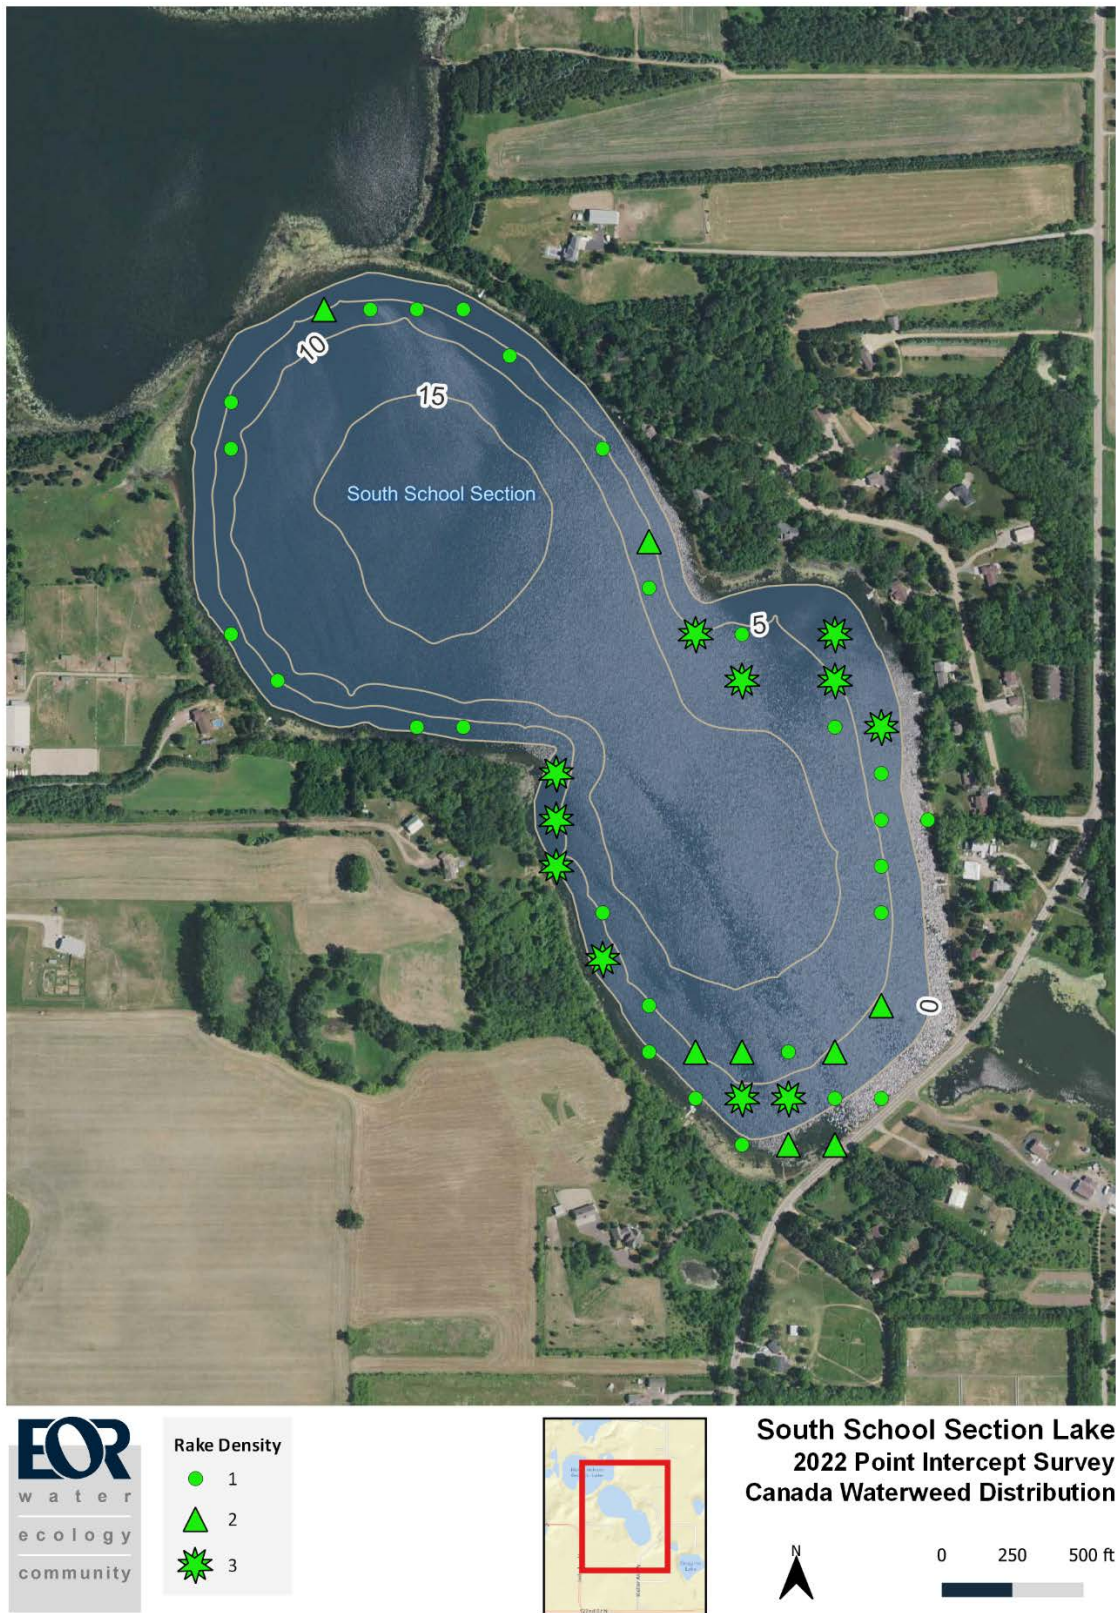 10
15
South School Section
5
0
EOR
water
ecology
community
Rake Density
1
2
3
South School Section Lake
2022 Point Intercept Survey
Canada Waterweed Distribution
N
0 250 500 ft